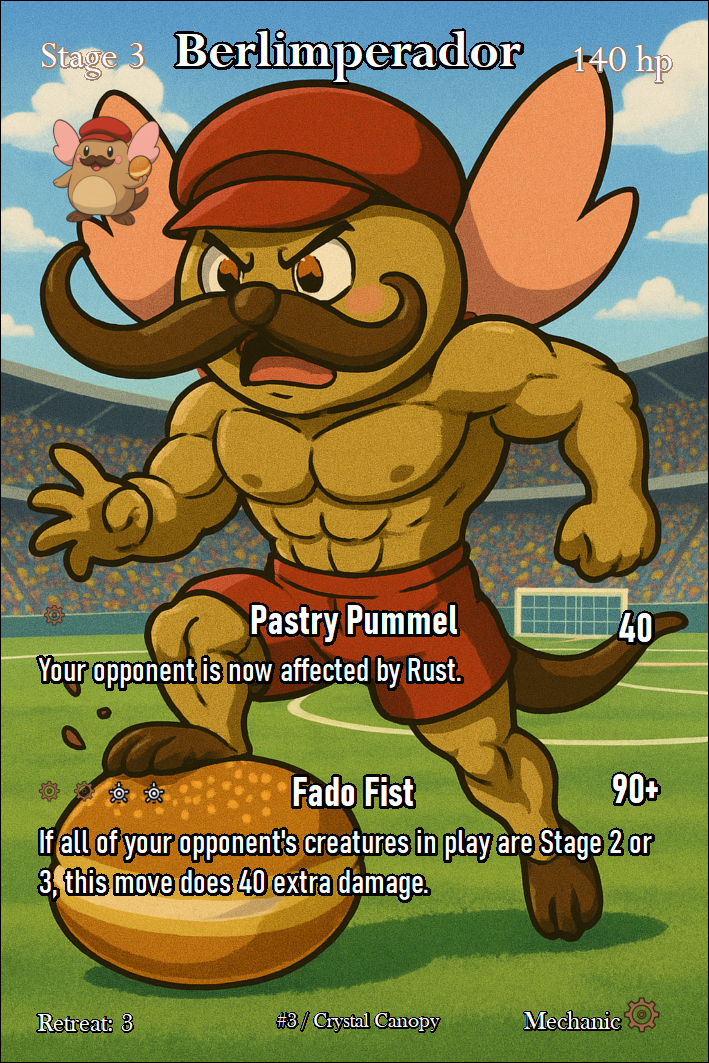 Stage 3 Berlimperador 140 hp
Pastry Pummel 40
Your opponent is now affected by Rust.
Fado Fist 90+
If all of your opponent's creatures in play are Stage 2 or
3, this move does 40 extra damage.
Retreat: 3 #3 / Crystal Canopy Mechanic